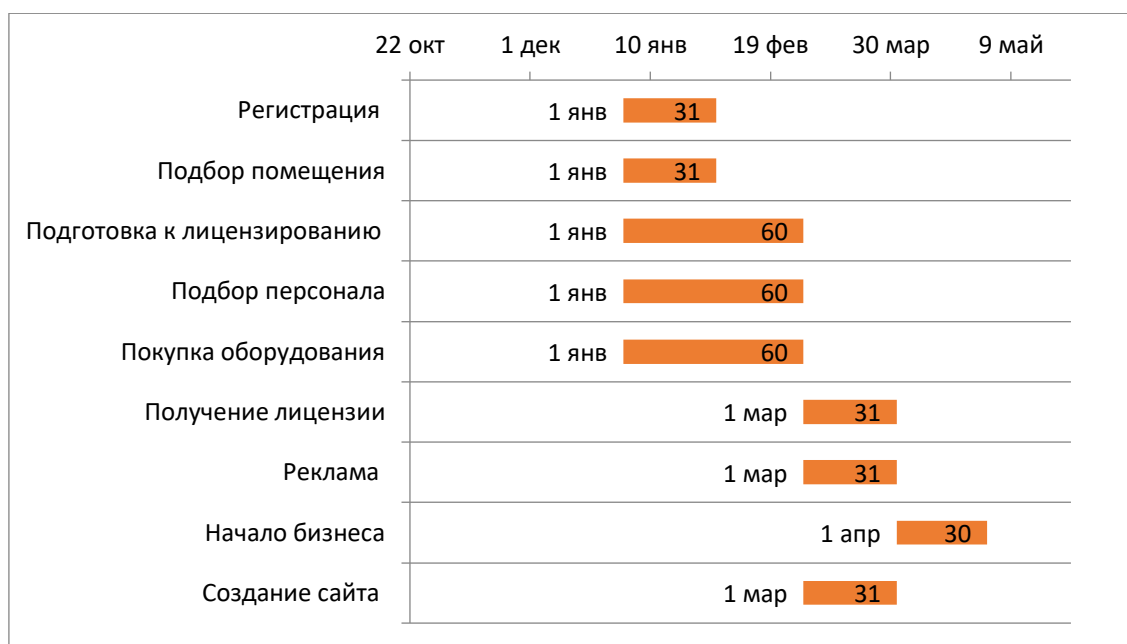 22 окт 1 дек 10 янв 19 фев 30 мар 9 май
Регистрация 1 янв 31
Подбор помещения 1 янв 31
Подготовка к лицензированию 1 янв 60
Подбор персонала 1 янв 60
Покупка оборудования 1 янв 60
Получение лицензии 1 мар 31
Реклама 1 мар 31
Начало бизнеса 1 апр 30
Создание сайта 1 мар 31